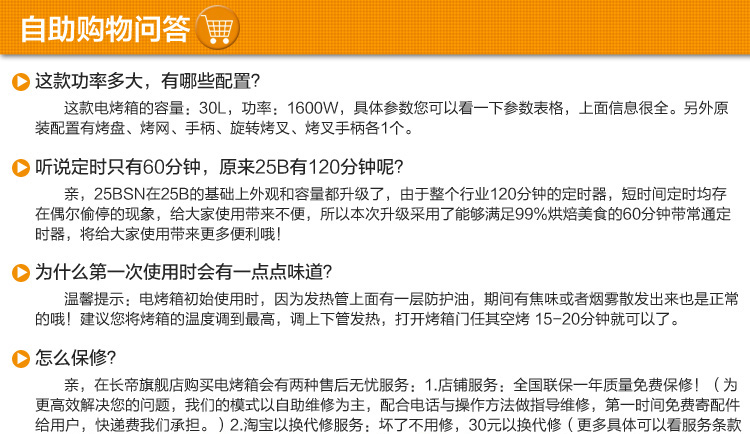 自助购物问答
这款功率多大，有哪些配置？
这款电烤箱的容量：30L，功率：1600W，具体参数您可以看一下参数表格，上面信息很全。另外原
装配置有烤盘、烤网、手柄、旋转烤叉、烤叉手柄各1个。
听说定时只有60分钟，原来25B有120分钟呢？
亲，25BSN在25B的基础上外观和容量都升级了，由于整个行业120分钟的定时器，短时间定时均存
在偶尔偷停的现象，给大家使用带来不便，所以本次升级采用了能够满足99%烘焙美食的60分钟带常通定
时器，将给大家使用带来更多便利哦！
为什么第一次使用时会有一点点味道？
温馨提示：电烤箱初始使用时，因为发热管上面有一层防护油，期间有焦味或者烟雾散发出来也是正常
的哦！建议您将烤箱的温度调到最高，调上下管发热，打开烤箱门任其空烤 15-20分钟就可以了。
怎么保修？
亲，在长帝旗舰店购买电烤箱会有两种售后无忧服务：1.店铺服务：全国联保一年质量免费保修！（为
更高效解决您的问题，我们的模式以自助维修为主，配合电话与操作方法做指导维修，第一时间免费寄配件
给用户，快递费我们承担。）2.淘宝以换代修服务：坏了不用修，30元以换代修（更多具体可以看服务条款